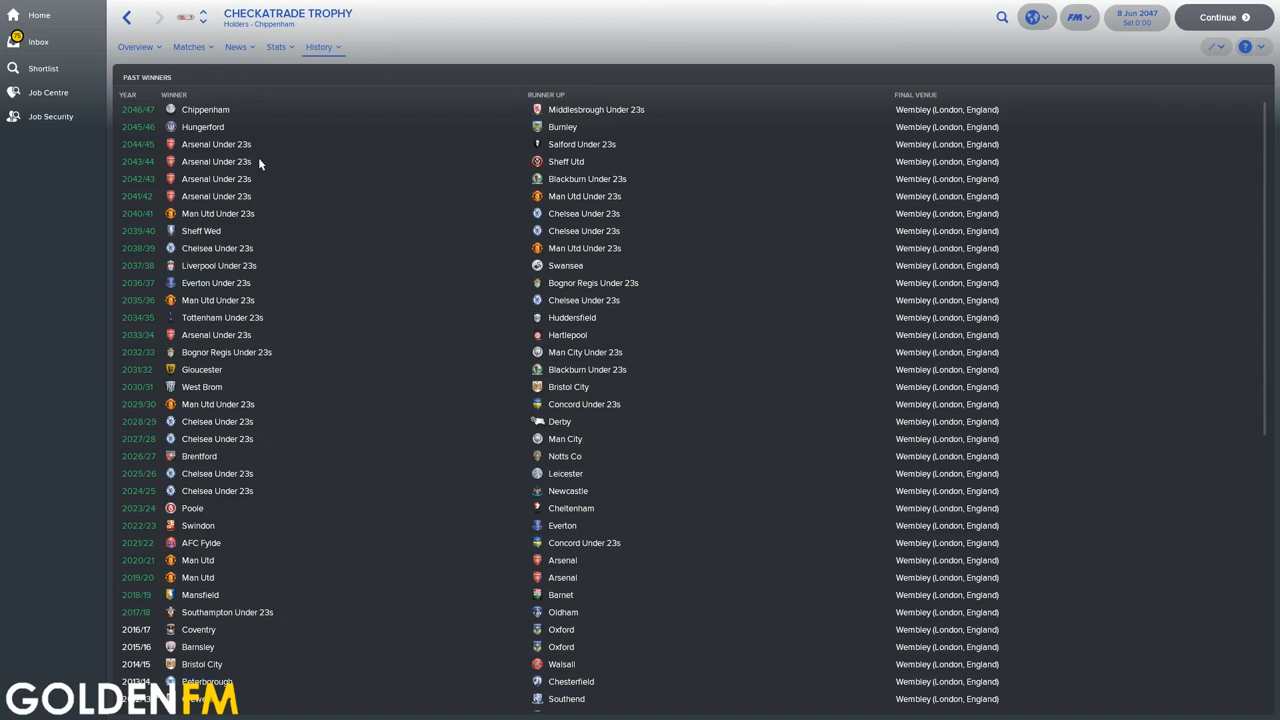 Home
Inbox
75
Shortlist
Job Centre
Job Security
CHECKATRADE TROPHY
Holders - Chippenham
FM
8 Jun 2047
Sat 0:00
Continue
Overview Matches News Stats History
?
PAST WINNERS
YEAR WINNER RUNNER UP FINAL VENUE
2046/47 Chippenham Middlesbrough Under 23s Wembley (London, England)
2045/46 Hungerford Burnley Wembley (London, England)
2044/45 Arsenal Under 23s Salford Under 23s Wembley (London, England)
2043/44 Arsenal Under 23s Sheff Utd Wembley (London, England)
2042/43 Arsenal Under 23s Blackburn Under 23s Wembley (London, England)
2041/42 Arsenal Under 23s Man Utd Under 23s Wembley (London, England)
2040/41 Man Utd Under 23s Chelsea Under 23s Wembley (London, England)
2039/40 Sheff Wed Chelsea Under 23s Wembley (London, England)
2038/39 Chelsea Under 23s Man Utd Under 23s Wembley (London, England)
2037/38 Liverpool Under 23s Swansea Wembley (London, England)
2036/37 Everton Under 23s Bognor Regis Under 23s Wembley (London, England)
2035/36 Man Utd Under 23s Chelsea Under 23s Wembley (London, England)
2034/35 Tottenham Under 23s Huddersfield Wembley (London, England)
2033/34 Arsenal Under 23s Hartlepool Wembley (London, England)
2032/33 Bognor Regis Under 23s Man City Under 23s Wembley (London, England)
2031/32 Gloucester Blackburn Under 23s Wembley (London, England)
2030/31 West Brom Bristol City Wembley (London, England)
2029/30 Man Utd Under 23s Concord Under 23s Wembley (London, England)
2028/29 Chelsea Under 23s Derby Wembley (London, England)
2027/28 Chelsea Under 23s Man City Wembley (London, England)
2026/27 Brentford Notts Co Wembley (London, England)
2025/26 Chelsea Under 23s Leicester Wembley (London, England)
2024/25 Chelsea Under 23s Newcastle Wembley (London, England)
2023/24 Poole Cheltenham Wembley (London, England)
2022/23 Swindon Everton Wembley (London, England)
2021/22 AFC Fylde Concord Under 23s Wembley (London, England)
2020/21 Man Utd Arsenal Wembley (London, England)
2019/20 Man Utd Arsenal Wembley (London, England)
2018/19 Mansfield Barnet Wembley (London, England)
2017/18 Southampton Under 23s Oldham Wembley (London, England)
2016/17 Coventry Oxford Wembley (London, England)
2015/16 Barnsley Oxford Wembley (London, England)
2014/15 Bristol City Walsall Wembley (London, England)
2013/14 Peterborough Chesterfield Wembley (London, England)
Southend Wembley (London, England)
GOLDENFM